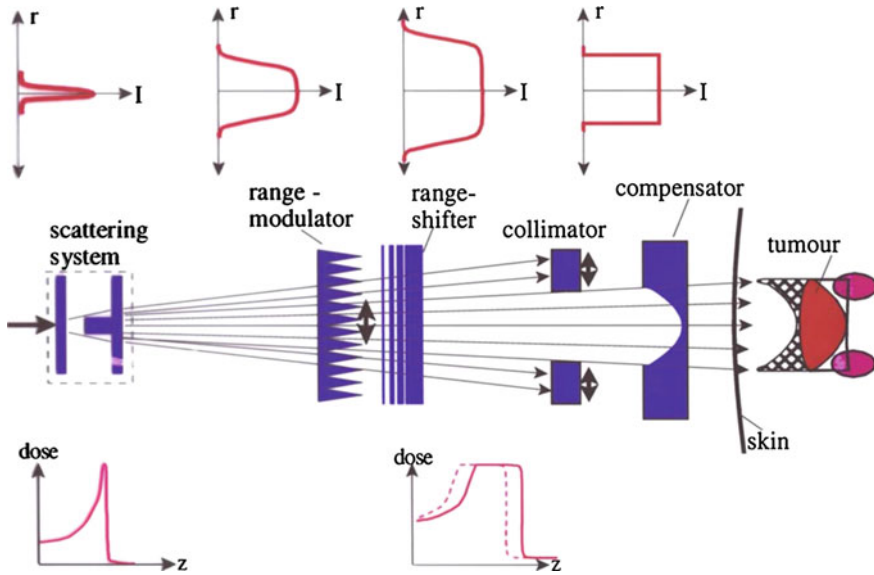 r
r
r
r
I
I
I
I
range -
modulator
range-
shifter
compensator
scattering
system
collimator
tumour
skin
dose
z
dose
z